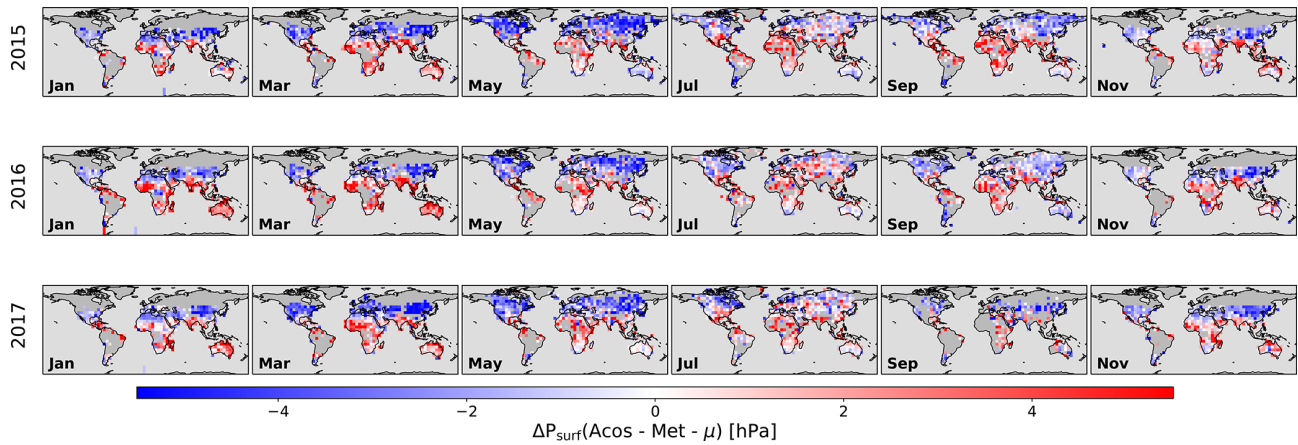 2015
Jan Mar May Jul Sep Nov
2016
Jan Mar May Jul Sep Nov
2017
Jan Mar May Jul Sep Nov
−4 −2 0 2 4
ΔP_surf(Acos - Met - μ) [hPa]